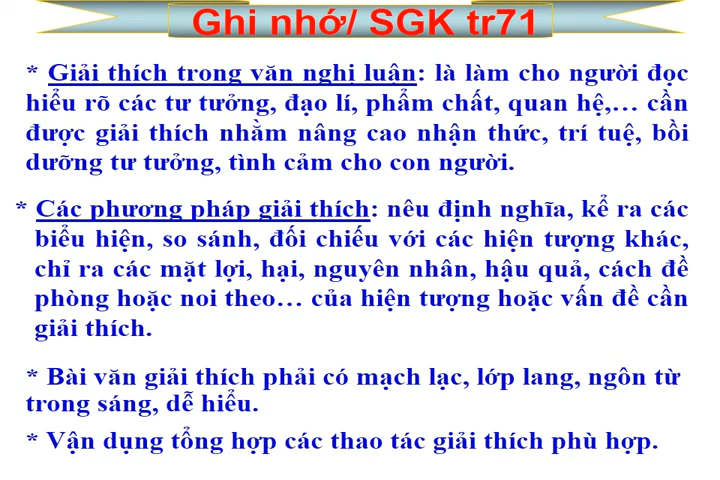 Ghi nhớ/ SGK tr71
* Giải thích trong văn nghị luận: là làm cho người đọc
hiểu rõ các tư tưởng, đạo lí, phẩm chất, quan hệ,… cần
được giải thích nhằm nâng cao nhận thức, trí tuệ, bồi
dưỡng tư tưởng, tình cảm cho con người.
* Các phương pháp giải thích: nêu định nghĩa, kể ra các
biểu hiện, so sánh, đối chiếu với các hiện tượng khác,
chỉ ra các mặt lợi, hại, nguyên nhân, hậu quả, cách đề
phòng hoặc noi theo… của hiện tượng hoặc vấn đề cần
giải thích.
* Bài văn giải thích phải có mạch lạc, lớp lang, ngôn từ
trong sáng, dễ hiểu.
* Vận dụng tổng hợp các thao tác giải thích phù hợp.